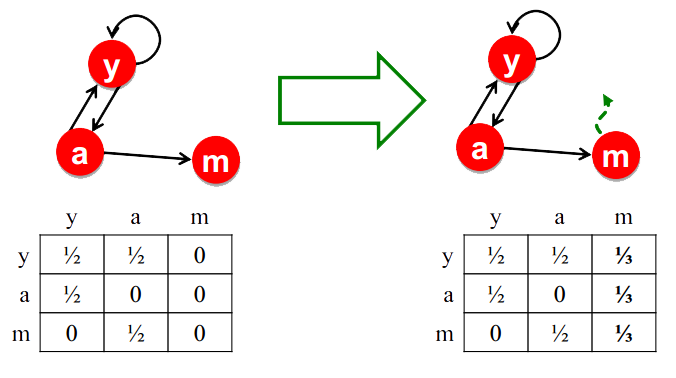 y y
a m a m
y a m y a m
y ½ ½ 0 y ½ ½ ⅓
a ½ 0 0 a ½ 0 ⅓
m 0 ½ 0 m 0 ½ ⅓